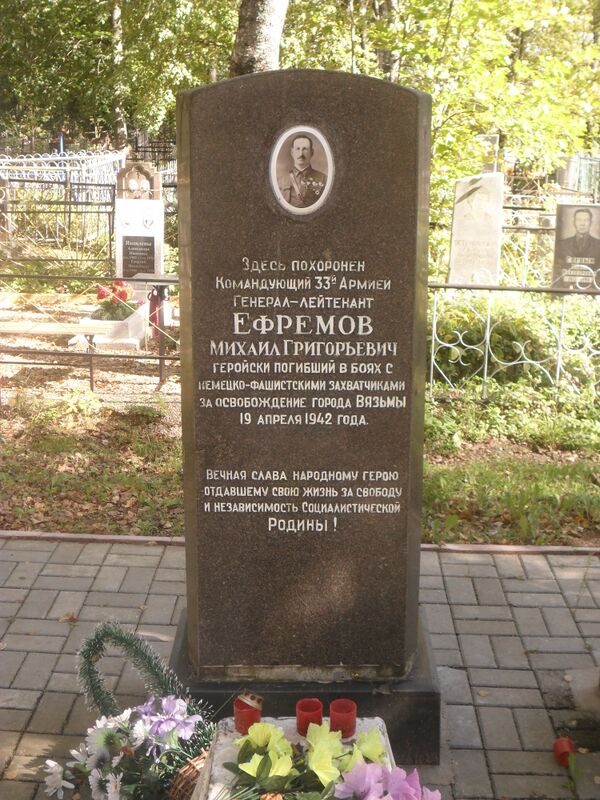 Здесь похоронен
Командующий 33й Армией
генерал-лейтенант
Ефремов
Михаил Григорьевич
геройски погибший в боях с
немецко-фашистскими захватчиками
за освобождение города Вязьмы
19 апреля 1942 года.
Вечная слава народному герою
отдавшему свою жизнь за свободу
и независимость Социалистической
Родины!